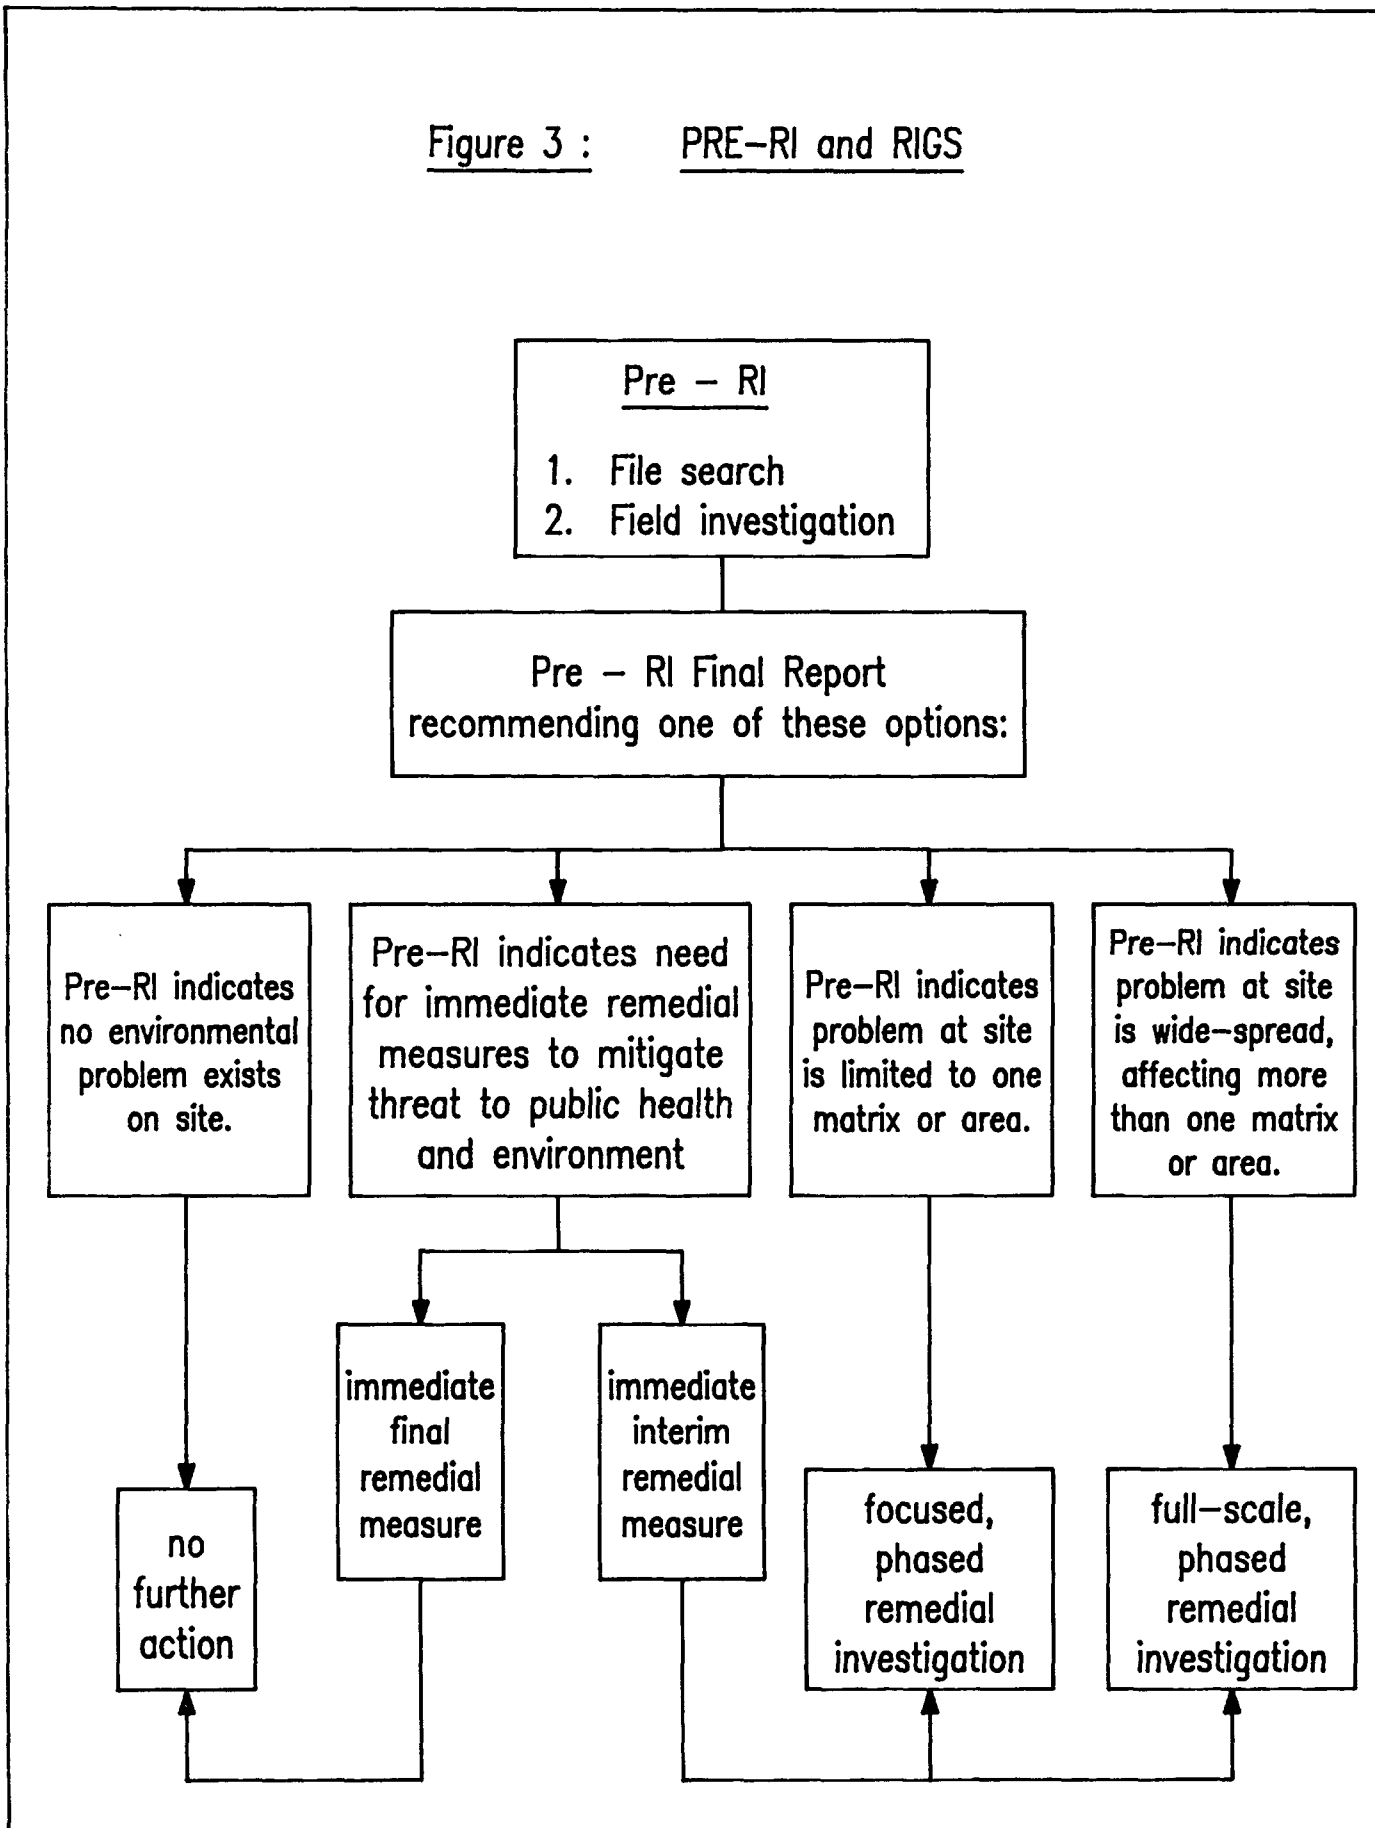 Figure 3 : PRE-RI and RIGS
Pre - RI
1. File search
2. Field investigation
Pre - RI Final Report
recommending one of these options:
Pre-RI indicates
no environmental
problem exists
on site.
Pre-RI indicates need
for immediate remedial
measures to mitigate
threat to public health
and environment
Pre-RI indicates
problem at site
is limited to one
matrix or area.
Pre-RI indicates
problem at site
is wide-spread,
affecting more
than one matrix
or area.
immediate
final
remedial
measure
immediate
interim
remedial
measure
no
further
action
focused,
phased
remedial
investigation
full-scale,
phased
remedial
investigation